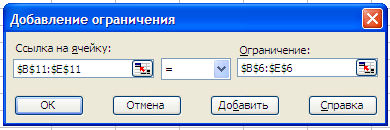 Добавление ограничения
Ссылка на ячейку: Ограничение:
$B$11:$E$11 = $B$6:$E$6
ОК Отмена Добавить Справка